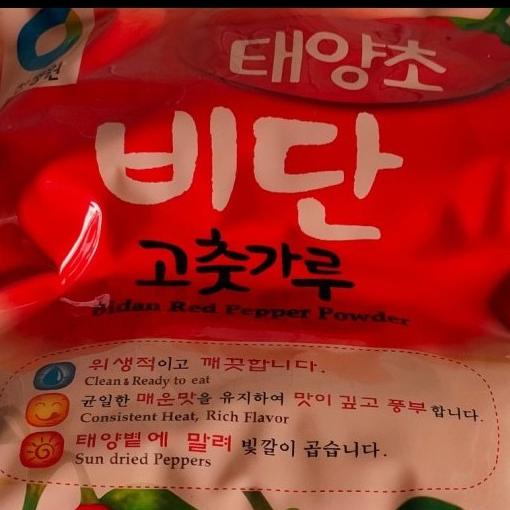 청정원
태양초
비단
고춧가루
Bidan Red Pepper Powder
위생적이고 깨끗합니다.
Clean & Ready to eat
균일한 매운맛을 유지하여 맛이 깊고 풍부합니다.
Consistent Heat, Rich Flavor
태양볕에 말려 빛깔이 곱습니다.
Sun dried Peppers